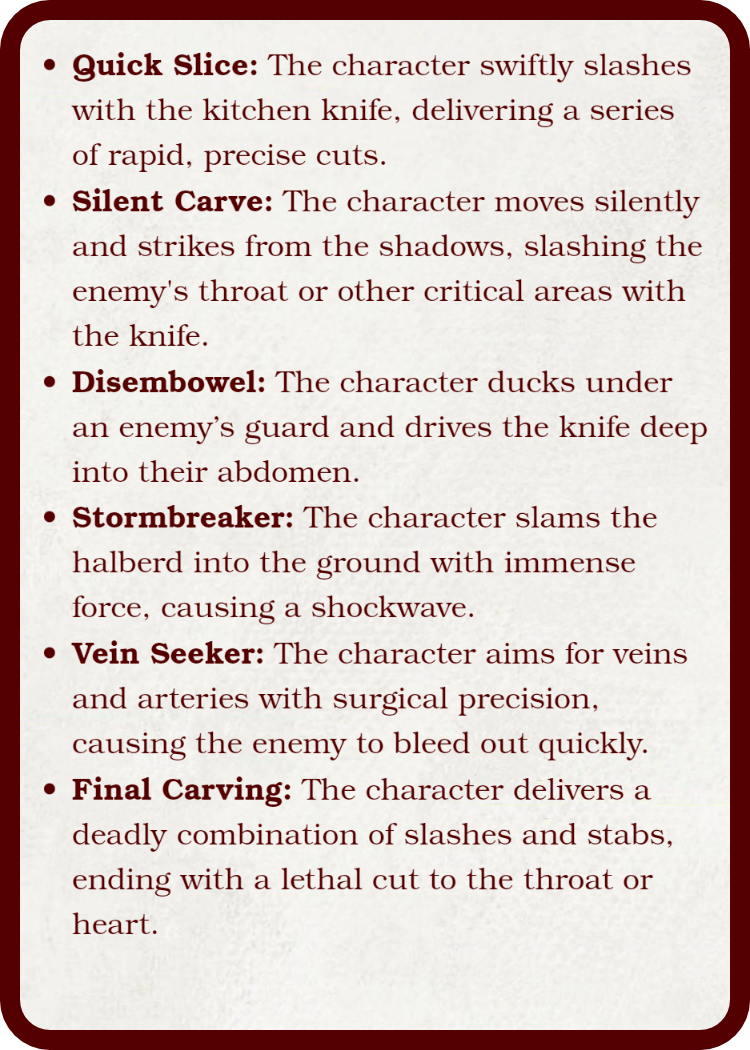 • Quick Slice: The character swiftly slashes
with the kitchen knife, delivering a series
of rapid, precise cuts.
• Silent Carve: The character moves silently
and strikes from the shadows, slashing the
enemy's throat or other critical areas with
the knife.
• Disembowel: The character ducks under
an enemy’s guard and drives the knife deep
into their abdomen.
• Stormbreaker: The character slams the
halberd into the ground with immense
force, causing a shockwave.
• Vein Seeker: The character aims for veins
and arteries with surgical precision,
causing the enemy to bleed out quickly.
• Final Carving: The character delivers a
deadly combination of slashes and stabs,
ending with a lethal cut to the throat or
heart.